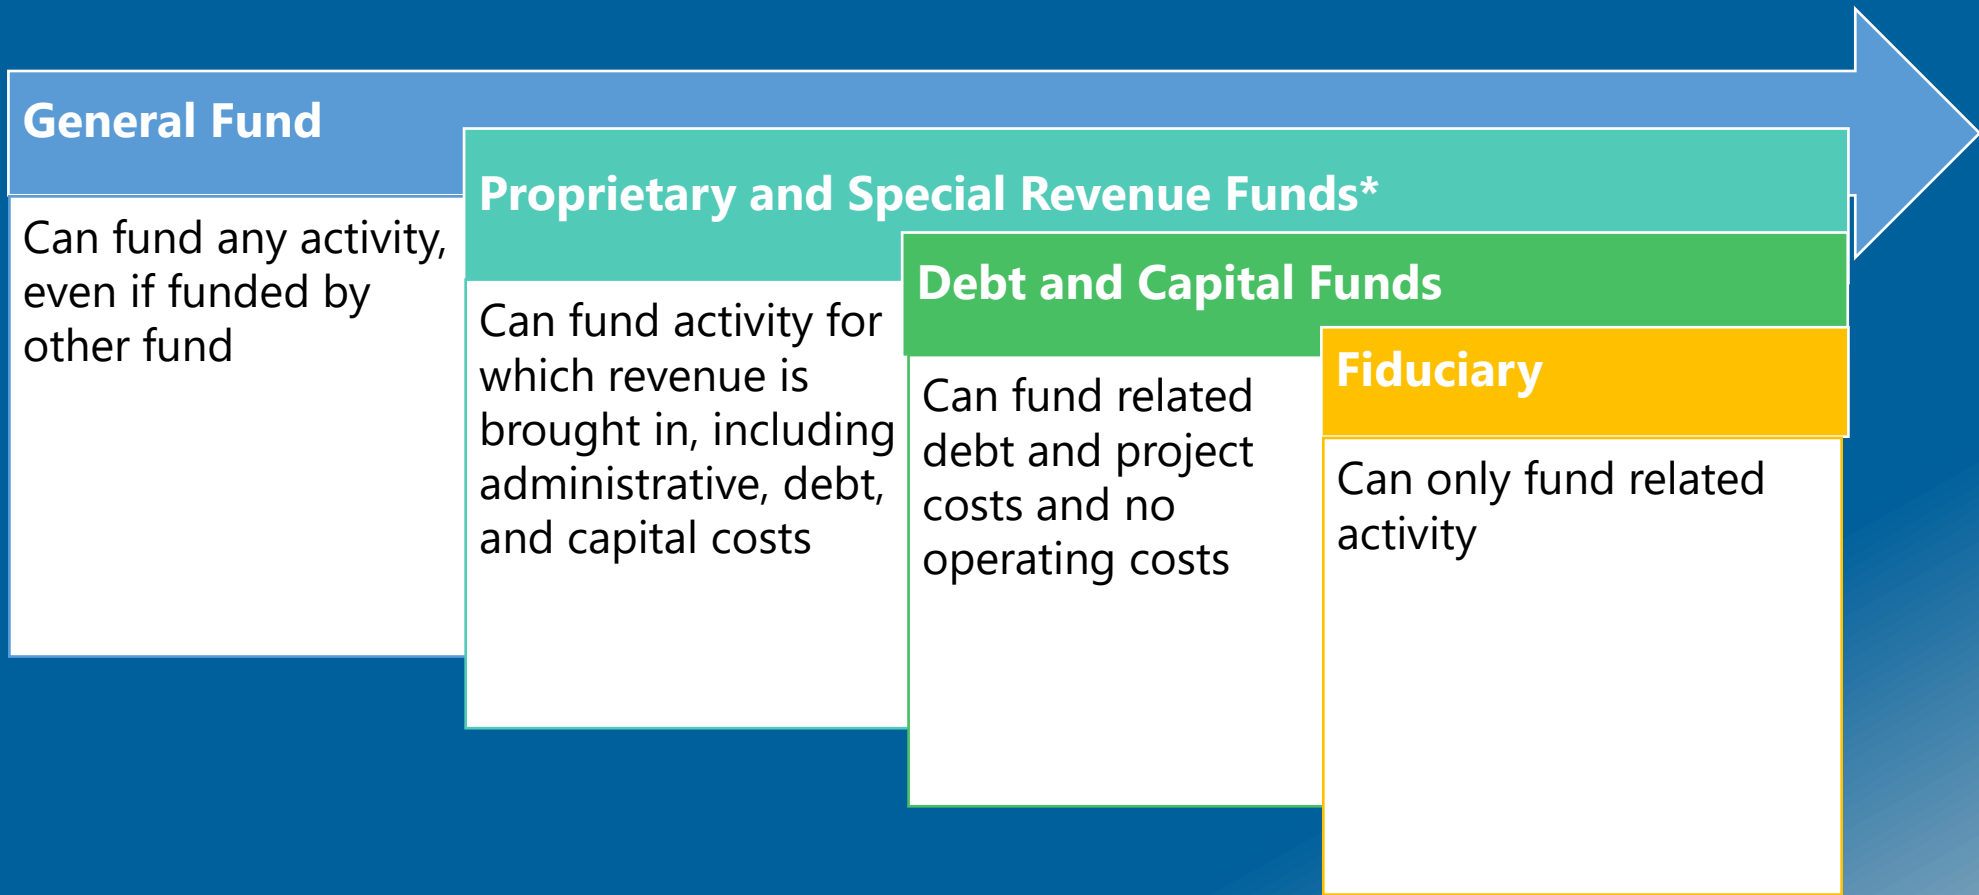 General Fund
Can fund any activity,
even if funded by
other fund
Proprietary and Special Revenue Funds*
Can fund activity for
which revenue is
brought in, including
administrative, debt,
and capital costs
Debt and Capital Funds
Can fund related
debt and project
costs and no
operating costs
Fiduciary
Can only fund related
activity